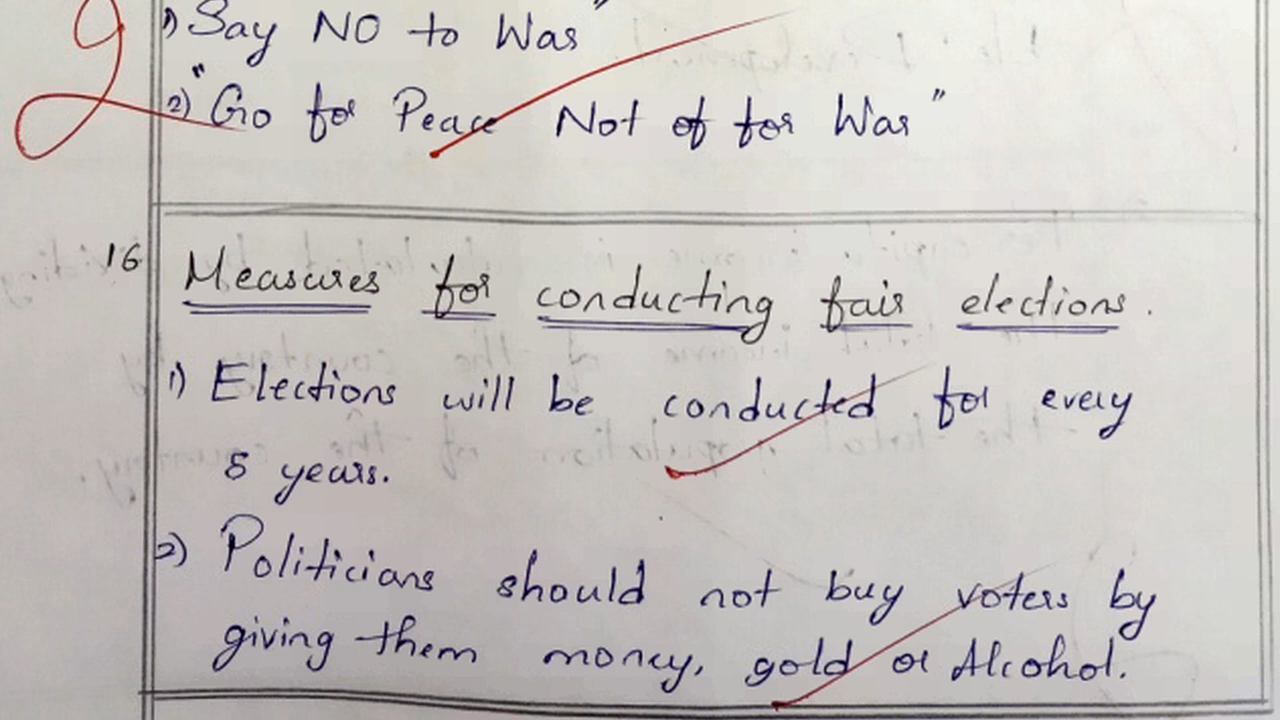 1) Say NO to War"
2) "Go for Peace Not of for War"
16 Measures for conducting fair elections.
1) Elections will be conducted for every
5 years.
2) Politicians should not buy voters by
giving them money, gold or Alcohol.